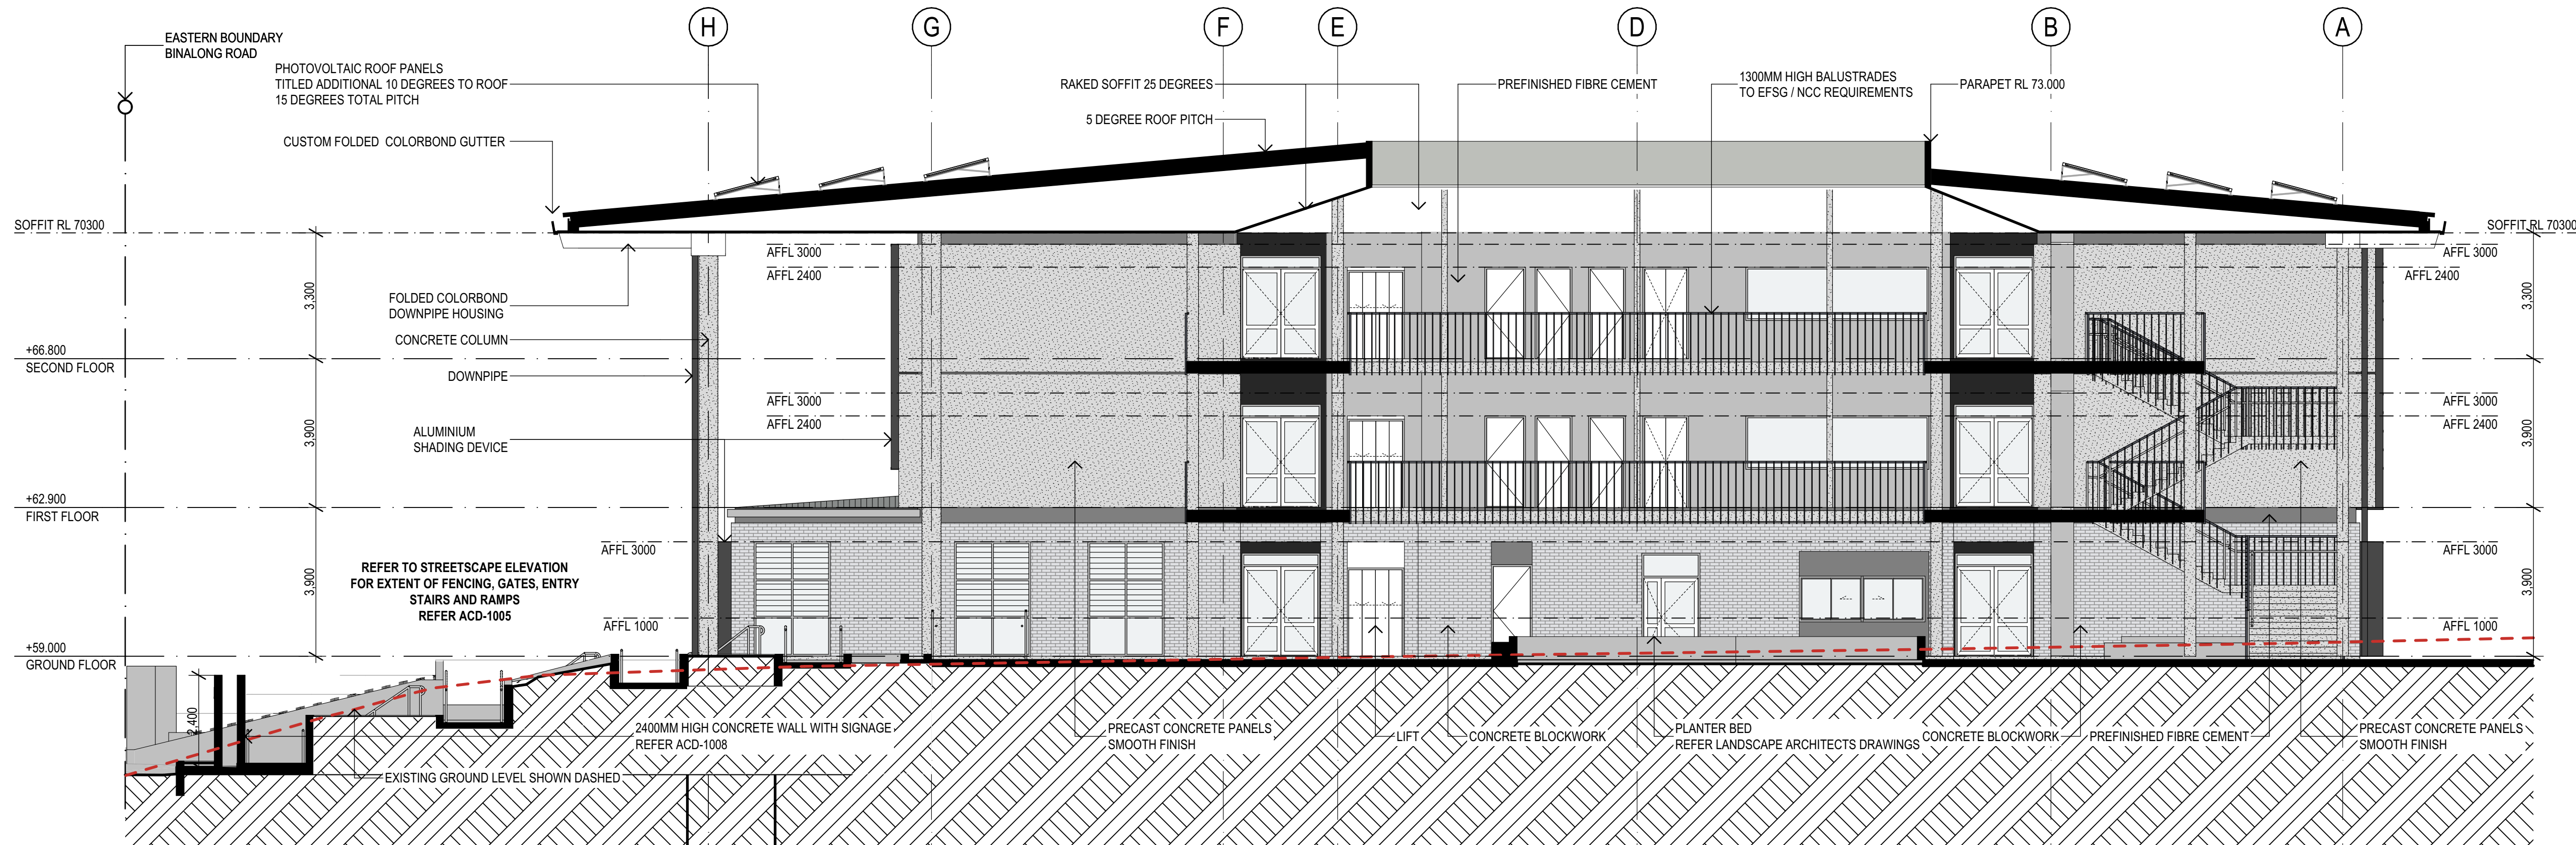 H
G
F
E
D
B
A
EASTERN BOUNDARY
BINALONG ROAD
PHOTOVOLTAIC ROOF PANELS
TITLED ADDITIONAL 10 DEGREES TO ROOF
15 DEGREES TOTAL PITCH
CUSTOM FOLDED COLORBOND GUTTER
RAKED SOFFIT 25 DEGREES
5 DEGREE ROOF PITCH
PREFINISHED FIBRE CEMENT
1300MM HIGH BALUSTRADES
TO EFSG / NCC REQUIREMENTS
PARAPET RL 73.000
SOFFIT RL 70300
SOFFIT RL 70300
AFFL 3000
AFFL 2400
AFFL 3000
AFFL 2400
3,300
3,300
FOLDED COLORBOND
DOWNPIPE HOUSING
CONCRETE COLUMN
+66.800
SECOND FLOOR
DOWNPIPE
AFFL 3000
AFFL 2400
AFFL 3000
AFFL 2400
3,900
3,900
ALUMINIUM
SHADING DEVICE
+62.900
FIRST FLOOR
AFFL 3000
AFFL 3000
REFER TO STREETSCAPE ELEVATION
FOR EXTENT OF FENCING, GATES, ENTRY
STAIRS AND RAMPS
REFER ACD-1005
3,900
3,900
AFFL 1000
AFFL 1000
+59.000
GROUND FLOOR
2,400
2400MM HIGH CONCRETE WALL WITH SIGNAGE
REFER ACD-1008
PRECAST CONCRETE PANELS
SMOOTH FINISH
LIFT
CONCRETE BLOCKWORK
PLANTER BED
REFER LANDSCAPE ARCHITECTS DRAWINGS
CONCRETE BLOCKWORK
PREFINISHED FIBRE CEMENT
PRECAST CONCRETE PANELS
SMOOTH FINISH
EXISTING GROUND LEVEL SHOWN DASHED